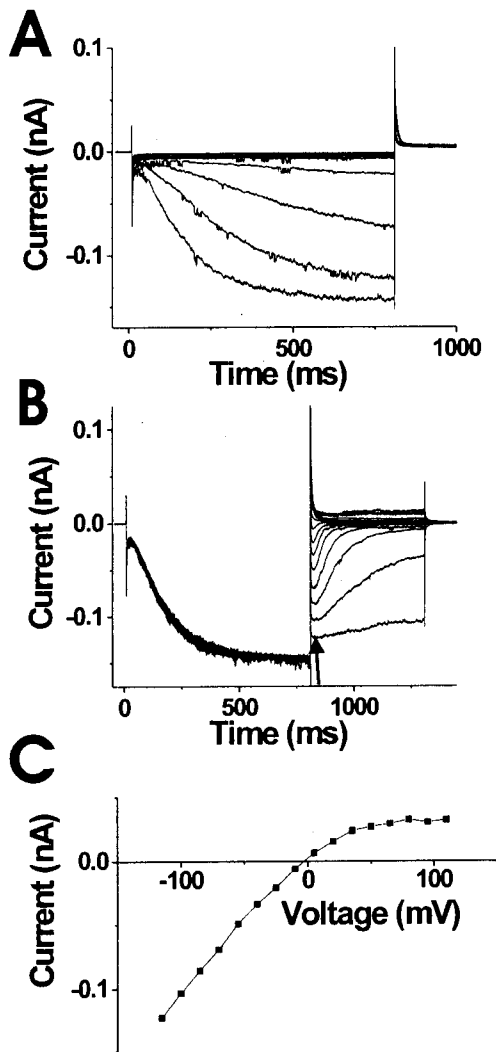 A
Current (nA)
0.1
0.0
-0.1
0
500
1000
Time (ms)
B
Current (nA)
0.1
0.0
-0.1
0
500
1000
Time (ms)
C
Current (nA)
0.0
-0.1
-100
0
100
Voltage (mV)